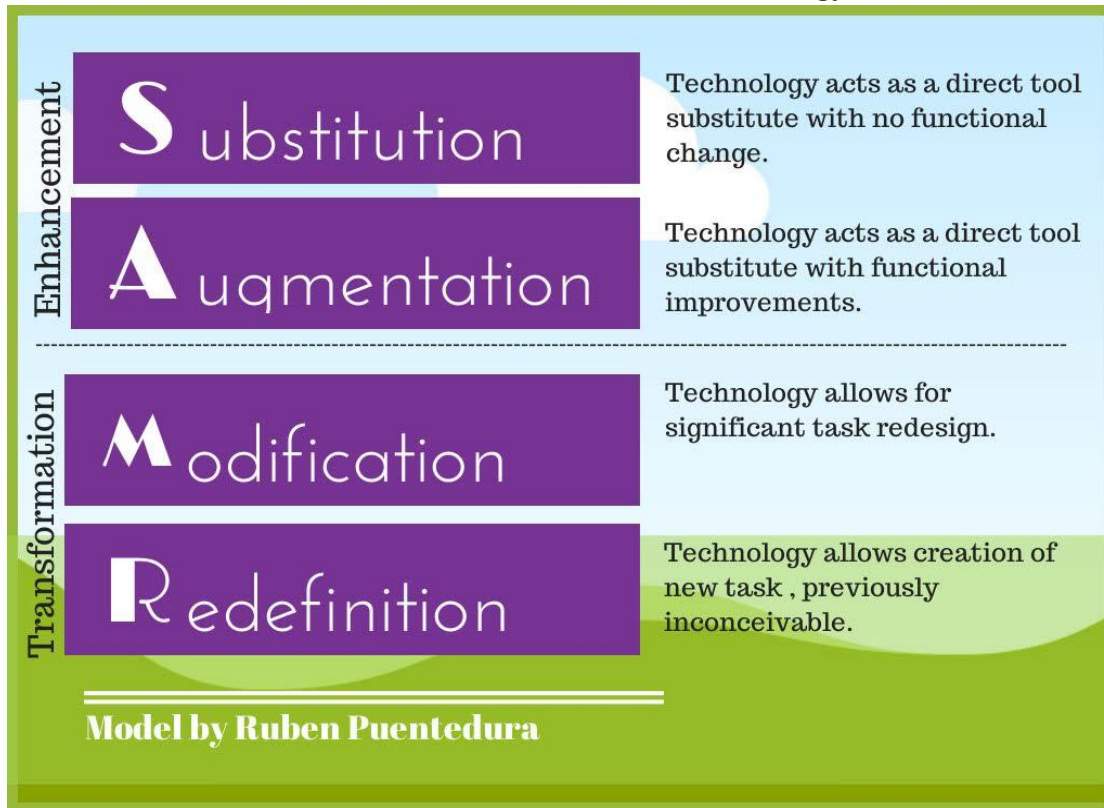 Enhancement
Substitution
Technology acts as a direct tool
substitute with no functional
change.
Augmentation
Technology acts as a direct tool
substitute with functional
improvements.
Transformation
Modification
Technology allows for
significant task redesign.
Redefinition
Technology allows creation of
new task , previously
inconceivable.
Model by Ruben Puentedura